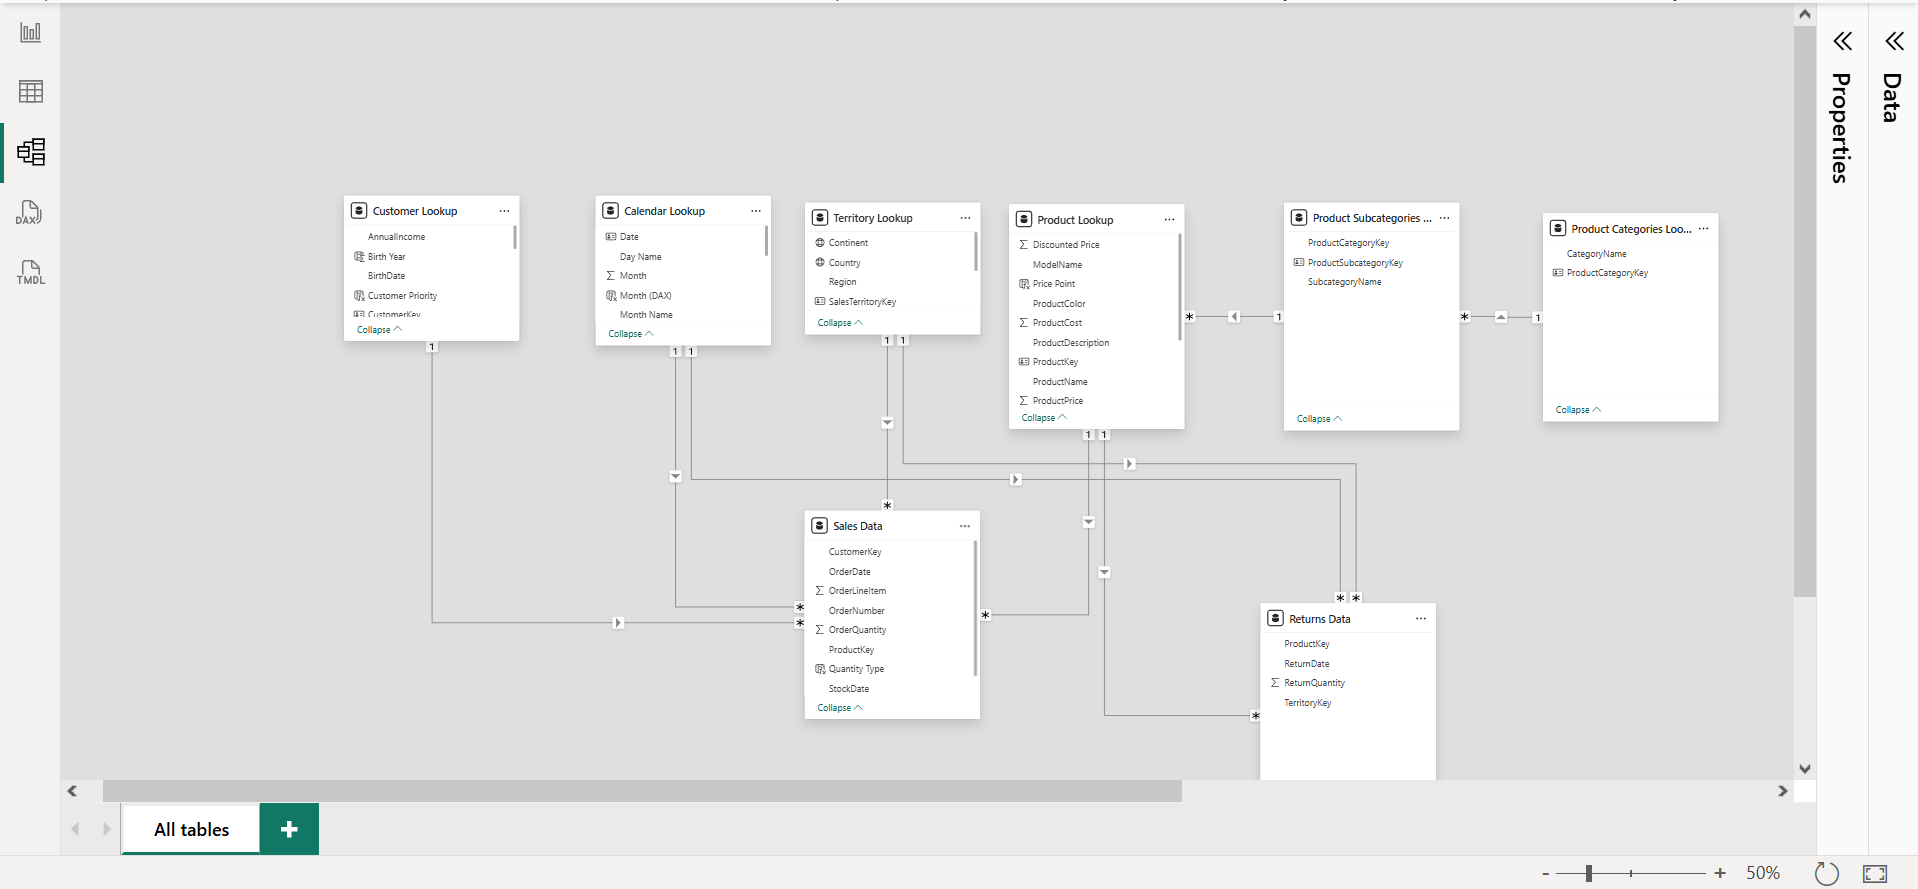 DAX
TMDL
Customer Lookup
AnnualIncome
Birth Year
BirthDate
Customer Priority
CustomerKey
Collapse
1
Calendar Lookup
Date
Day Name
Month
Month (DAX)
Month Name
Collapse
1 1
Territory Lookup
Continent
Country
Region
SalesTerritoryKey
Collapse
1 1
Product Lookup
Discounted Price
ModelName
Price Point
ProductColor
ProductCost
ProductDescription
ProductKey
ProductName
ProductPrice
Collapse
1 1
* 1
Product Subcategories ...
ProductCategoryKey
ProductSubcategoryKey
SubcategoryName
Collapse
* 1
Product Categories Loo...
CategoryName
ProductCategoryKey
Collapse
*
Sales Data
CustomerKey
OrderDate
OrderLineItem
OrderNumber
OrderQuantity
ProductKey
Quantity Type
StockDate
Collapse
*
*
*
* *
Returns Data
ProductKey
ReturnDate
ReturnQuantity
TerritoryKey
*
Properties
Data
All tables
+
- + 50%